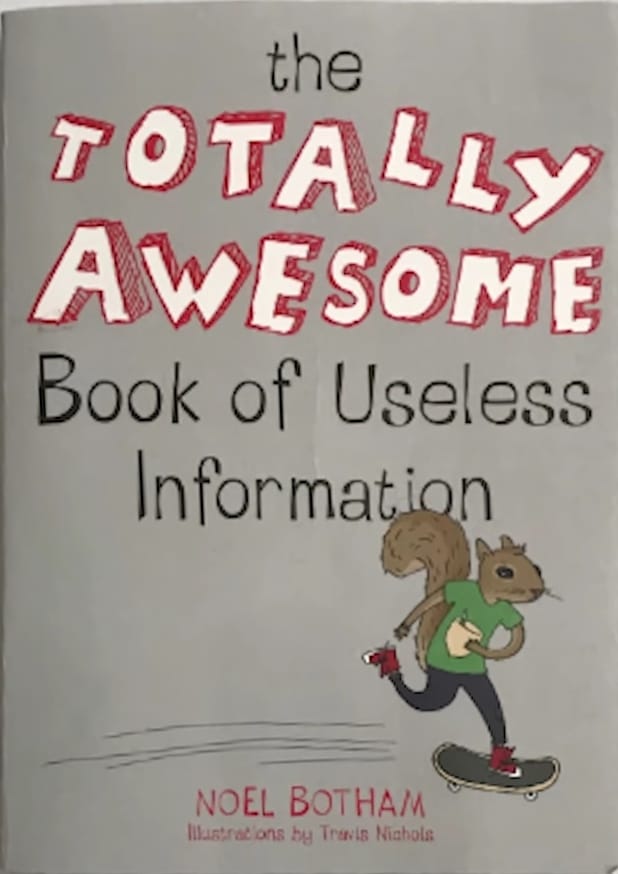 the
TOTALLY
AWESOME
Book of Useless
Information
NOEL BOTHAM
Illustrations by Travis Nichols